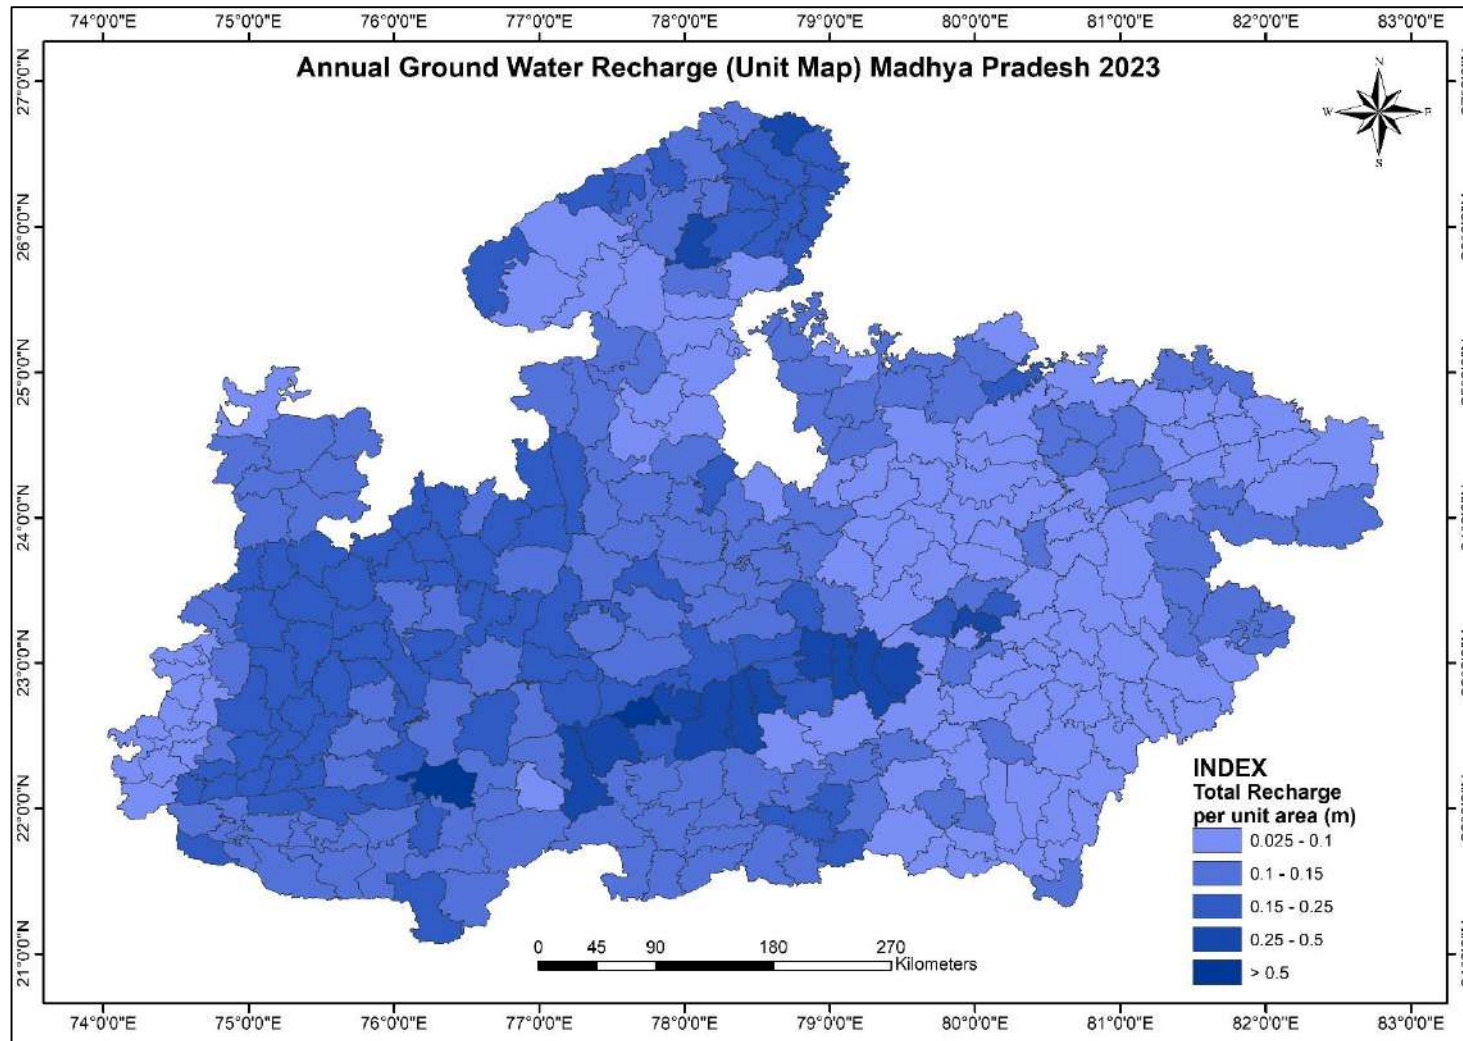 74°0'0"E 75°0'0"E 76°0'0"E 77°0'0"E 78°0'0"E 79°0'0"E 80°0'0"E 81°0'0"E 82°0'0"E 83°0'0"E
Annual Ground Water Recharge (Unit Map) Madhya Pradesh 2023
N
W E
S
27°0'0"N
26°0'0"N
25°0'0"N
24°0'0"N
23°0'0"N
22°0'0"N
21°0'0"N
INDEX
Total Recharge
per unit area (m)
0.025 - 0.1
0.1 - 0.15
0.15 - 0.25
0.25 - 0.5
> 0.5
0 45 90 180 270
Kilometers
74°0'0"E 75°0'0"E 76°0'0"E 77°0'0"E 78°0'0"E 79°0'0"E 80°0'0"E 81°0'0"E 82°0'0"E 83°0'0"E